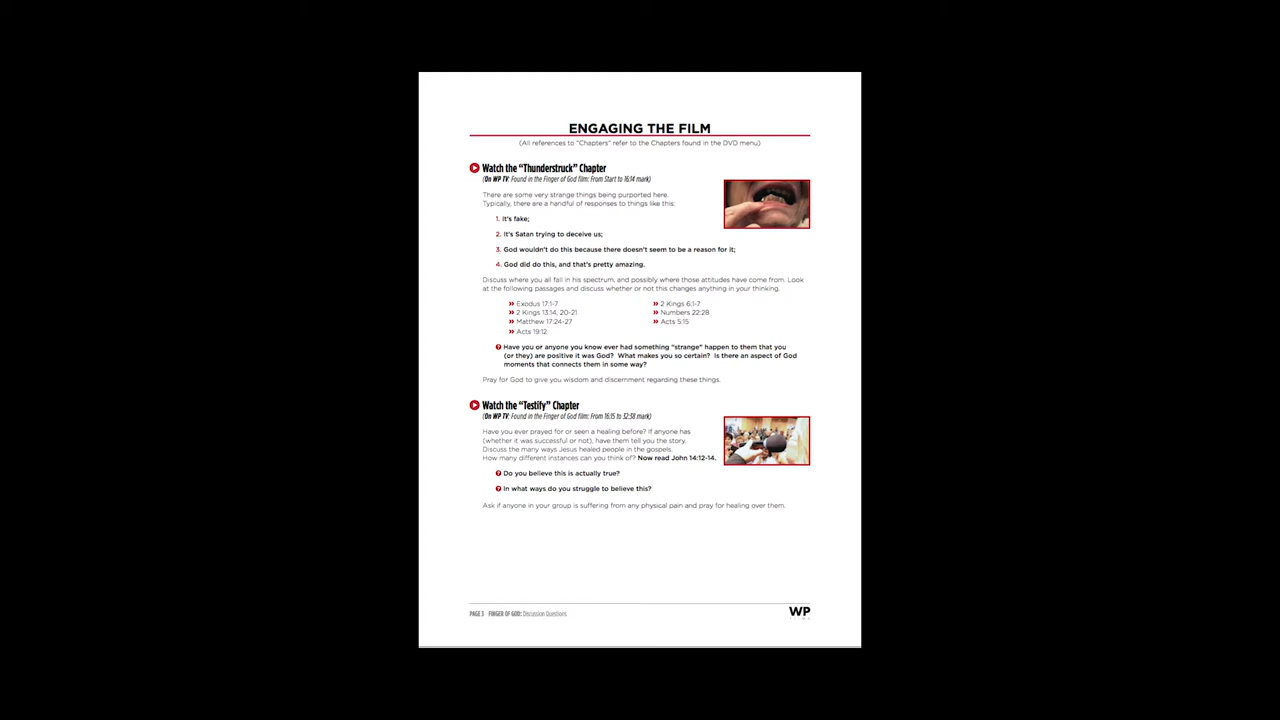 ENGAGING THE FILM
(All references to "Chapters" refer to the Chapters found in the DVD menu)
Watch the "Thunderstruck" Chapter
(On WP TV: Found in the Finger of God film: From Start to 16:14 mark)
There are some very strange things being purported here.
Typically, there are a handful of responses to things like this:
1. It's fake;
2. It's Satan trying to deceive us;
3. God wouldn't do this because there doesn't seem to be a reason for it;
4. God did do this, and that's pretty amazing.
Discuss where you all fall in his spectrum, and possibly where those attitudes have come from. Look
at the following passages and discuss whether or not this changes anything in your thinking.
» Exodus 17:1-7
» 2 Kings 13:14, 20-21
» Matthew 17:24-27
» Acts 19:12
» 2 Kings 6:1-7
» Numbers 22:28
» Acts 5:15
Have you or anyone you know ever had something "strange" happen to them that you
(or they) are positive it was God? What makes you so certain? Is there an aspect of God
moments that connects them in some way?
Pray for God to give you wisdom and discernment regarding these things.
Watch the "Testify" Chapter
(On WP TV: Found in the Finger of God film: From 16:15 to 32:38 mark)
Have you ever prayed for or seen a healing before? If anyone has
(whether it was successful or not), have them tell you the story.
Discuss the many ways Jesus healed people in the gospels.
How many different instances can you think of? Now read John 14:12-14.
Do you believe this is actually true?
In what ways do you struggle to believe this?
Ask if anyone in your group is suffering from any physical pain and pray for healing over them.
PAGE 3 FINGER OF GOD: Discussion Questions
WP
FILMS